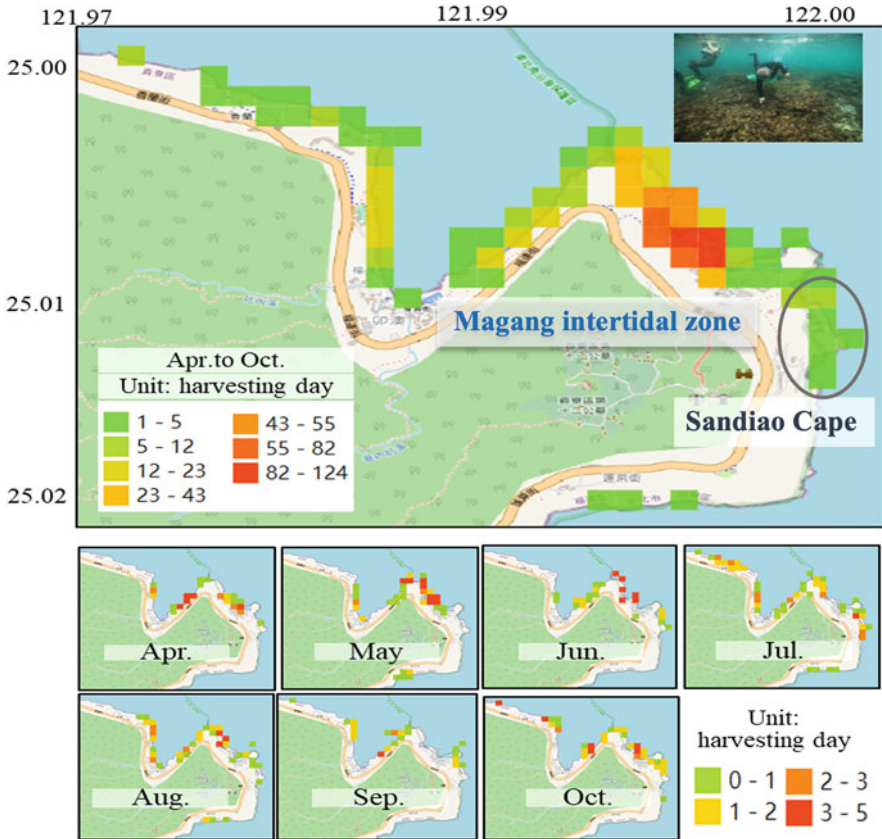 121.97
121.99
122.00
25.00
25.01
25.02
Magang intertidal zone
Sandiao Cape
Apr.to Oct.
Unit: harvesting day
1 - 5
5 - 12
12 - 23
23 - 43
43 - 55
55 - 82
82 - 124
Apr.
May
Jun.
Jul.
Aug.
Sep.
Oct.
Unit:
harvesting day
0 - 1
1 - 2
2 - 3
3 - 5